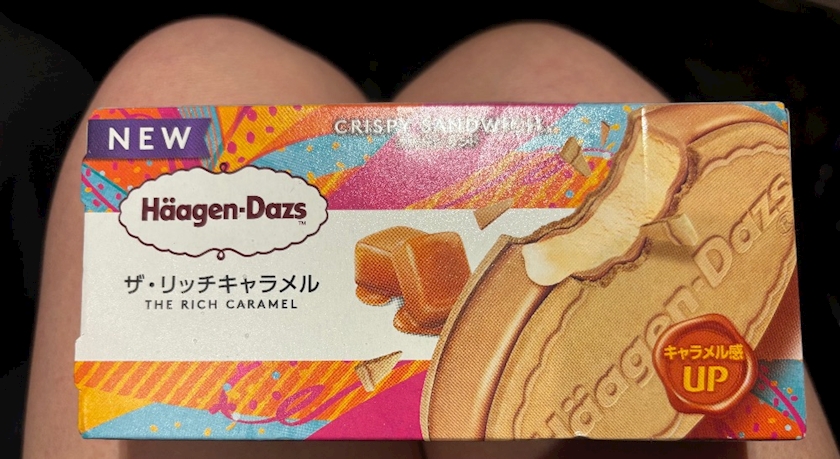 NEW
CRISPY SANDWICH
Häagen-Dazs™
ザ・リッチキャラメル
THE RICH CARAMEL
Häagen-Dazs
キャラメル感
UP